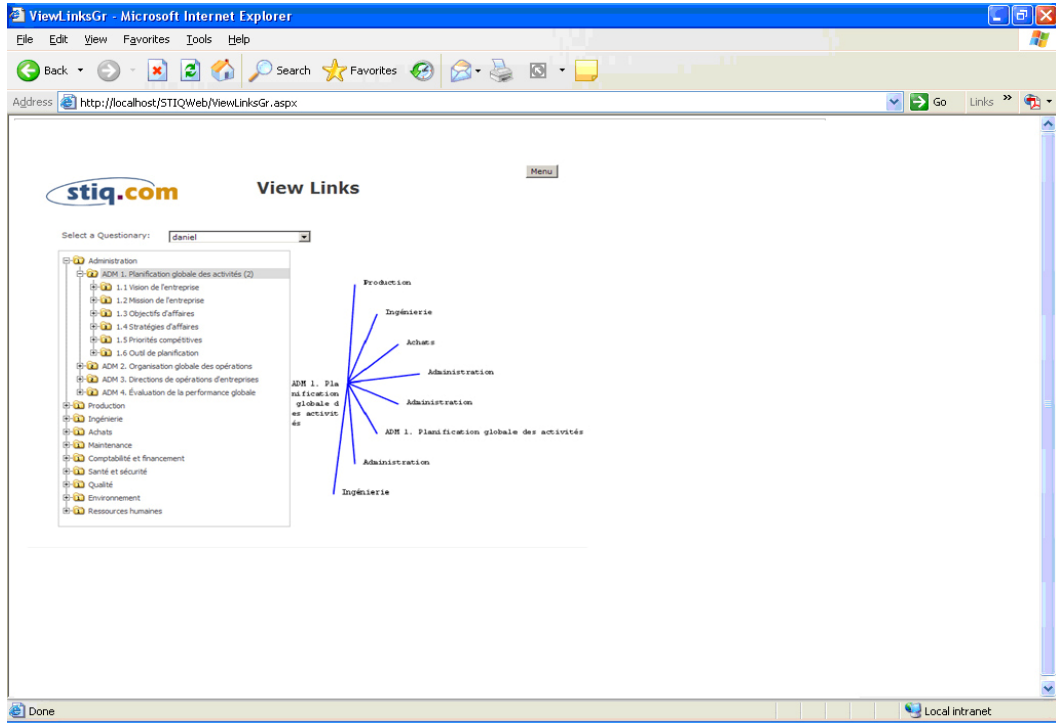 ViewLinksGr - Microsoft Internet Explorer
File Edit View Favorites Tools Help
Back Search Favorites
Address http://localhost/STIQWeb/ViewLinksGr.aspx Go Links »
Menu
stiq.com View Links
Select a Questionary: daniel
Administration
ADM 1. Planification globale des activités (2)
1.1 Vision de l'entreprise
1.2 Mission de l'entreprise
1.3 Objectifs d'affaires
1.4 Stratégies d'affaires
1.5 Priorités compétitives
1.6 Outil de planification
ADM 2. Organisation globale des opérations
ADM 3. Directions de opérations d'entreprises
ADM 4. Évaluation de la performance globale
Production
Ingénierie
Achats
Maintenance
Comptabilité et financement
Santé et sécurité
Qualité
Environnement
Ressources humaines
ADM 1. Pla
nification
globale d
es activit
és
Production
Ingénierie
Achats
Administration
Administration
ADM 1. Planification globale des activités
Administration
Ingénierie
Done Local intranet